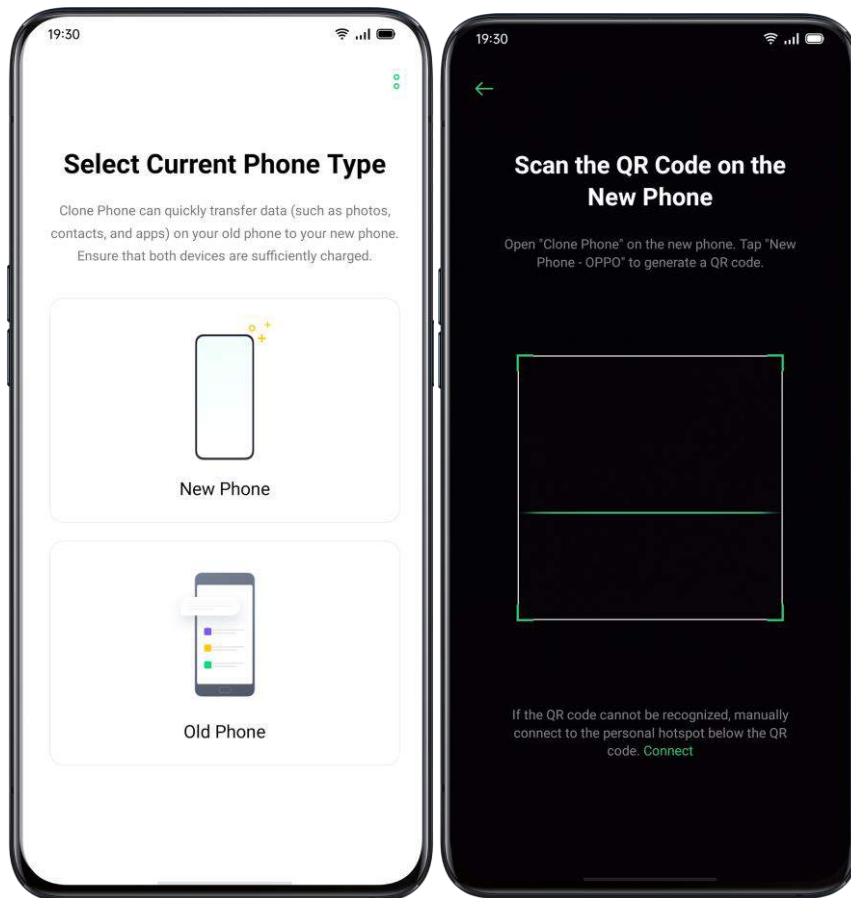 19:30
Select Current Phone Type
Clone Phone can quickly transfer data (such as photos,
contacts, and apps) on your old phone to your new phone.
Ensure that both devices are sufficiently charged.
New Phone
Old Phone
19:30
Scan the QR Code on the
New Phone
Open "Clone Phone" on the new phone. Tap "New
Phone - OPPO" to generate a QR code.
If the QR code cannot be recognized, manually
connect to the personal hotspot below the QR
code. Connect